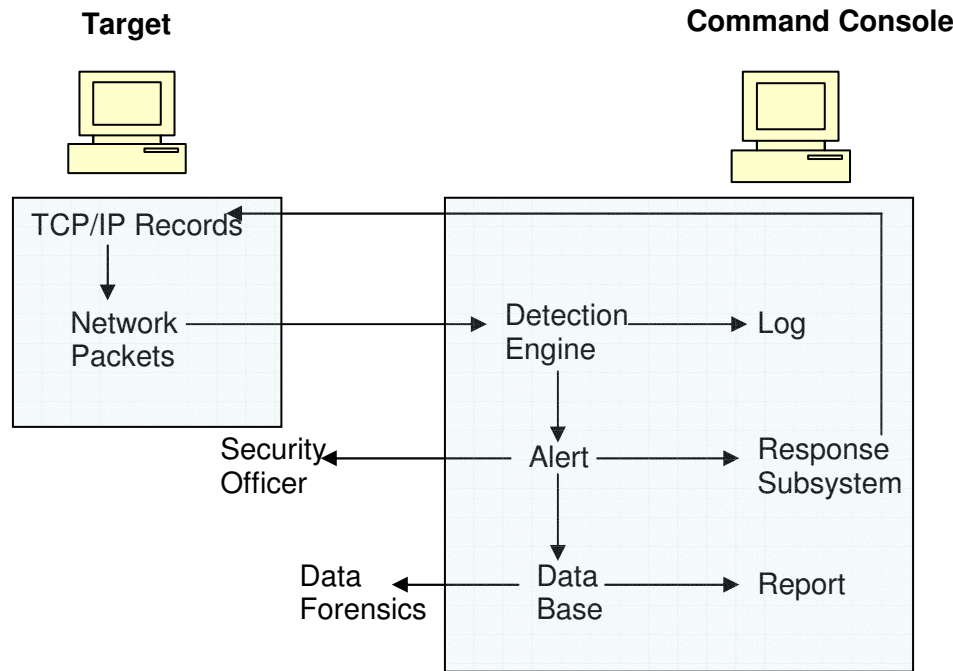 Target
Command Console
TCP/IP Records
Network
Packets
Detection
Engine
Log
Security
Officer
Alert
Response
Subsystem
Data
Forensics
Data
Base
Report